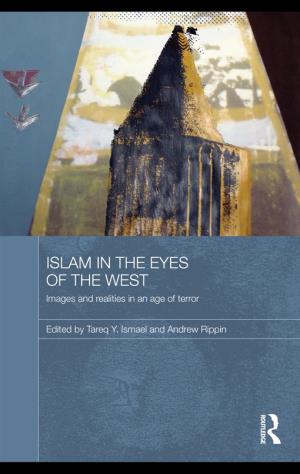 ISLAM IN THE EYES
OF THE WEST
Images and realities in an age of terror
Edited by Tareq Y. Ismael and Andrew Rippin
ROUTLEDGE